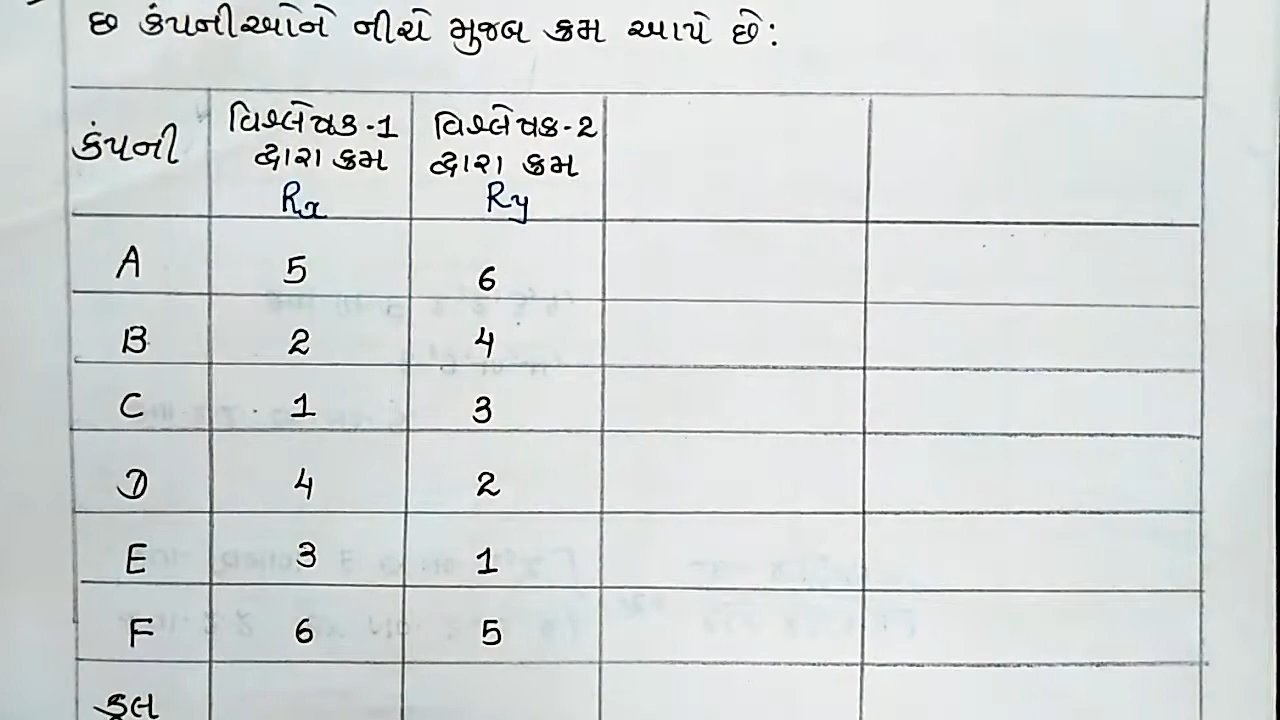 છ કંપનીઓને નીચે મુજબ ક્રમ આપે છે:
કંપની વિશ્લેષક-1 દ્વારા ક્રમ Rx વિશ્લેષક-2 દ્વારા ક્રમ Ry
A 5 6
B 2 4
C 1 3
D 4 2
E 3 1
F 6 5
કુલ